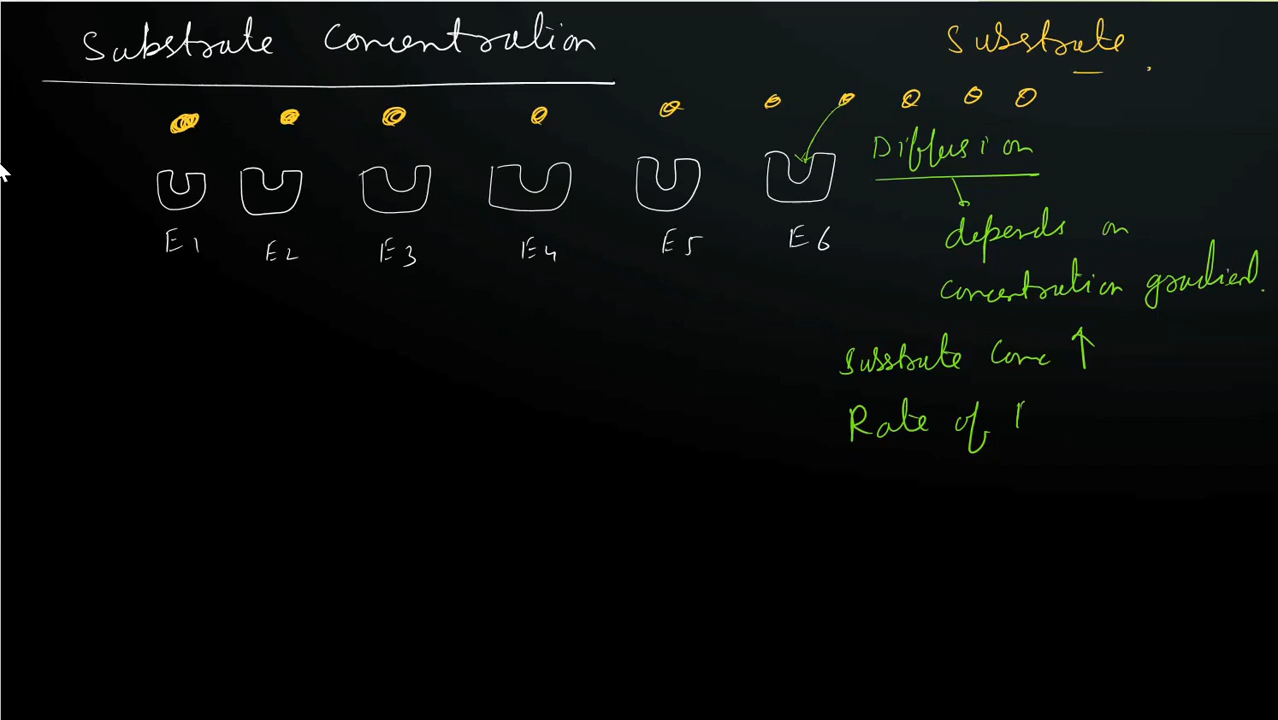 Substrate Concentration
Substrate.
Diffusion
E1 E2 E3 E4 E5 E6
depends on
concentration gradient.
Substrate Conc ↑
Rate of